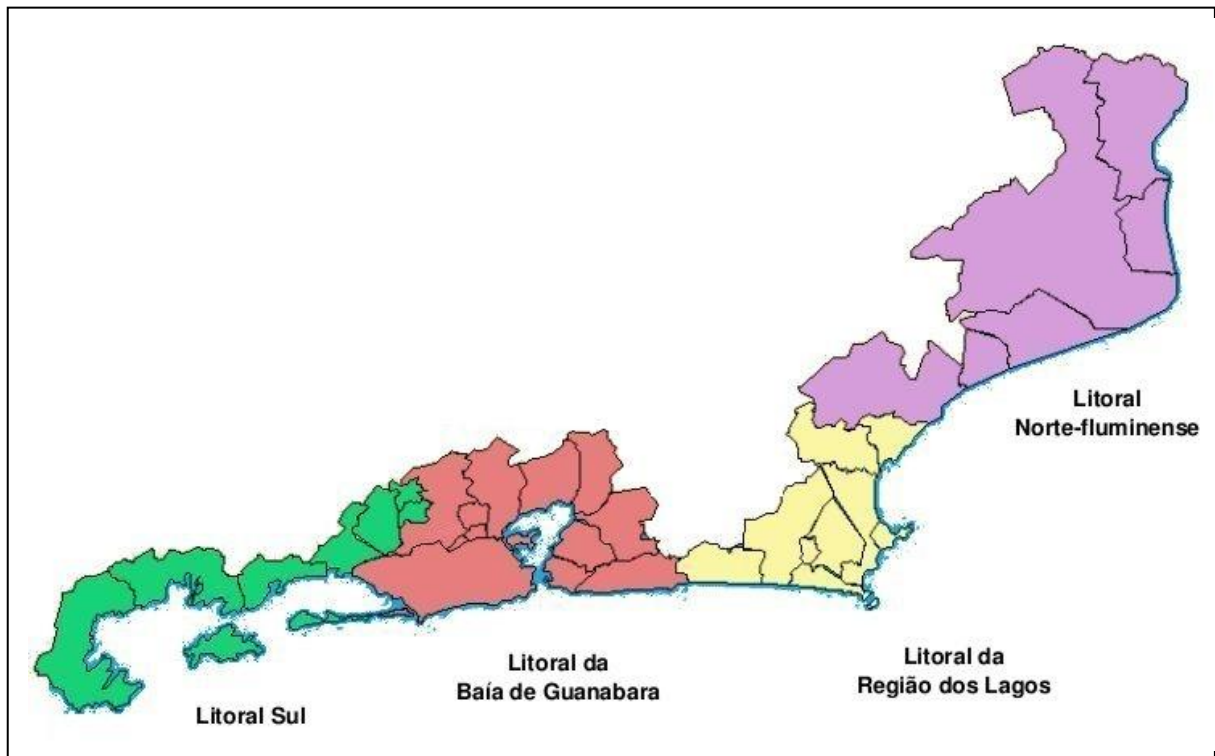 Litoral
Norte-fluminense
Litoral da
Região dos Lagos
Litoral da
Baía de Guanabara
Litoral Sul